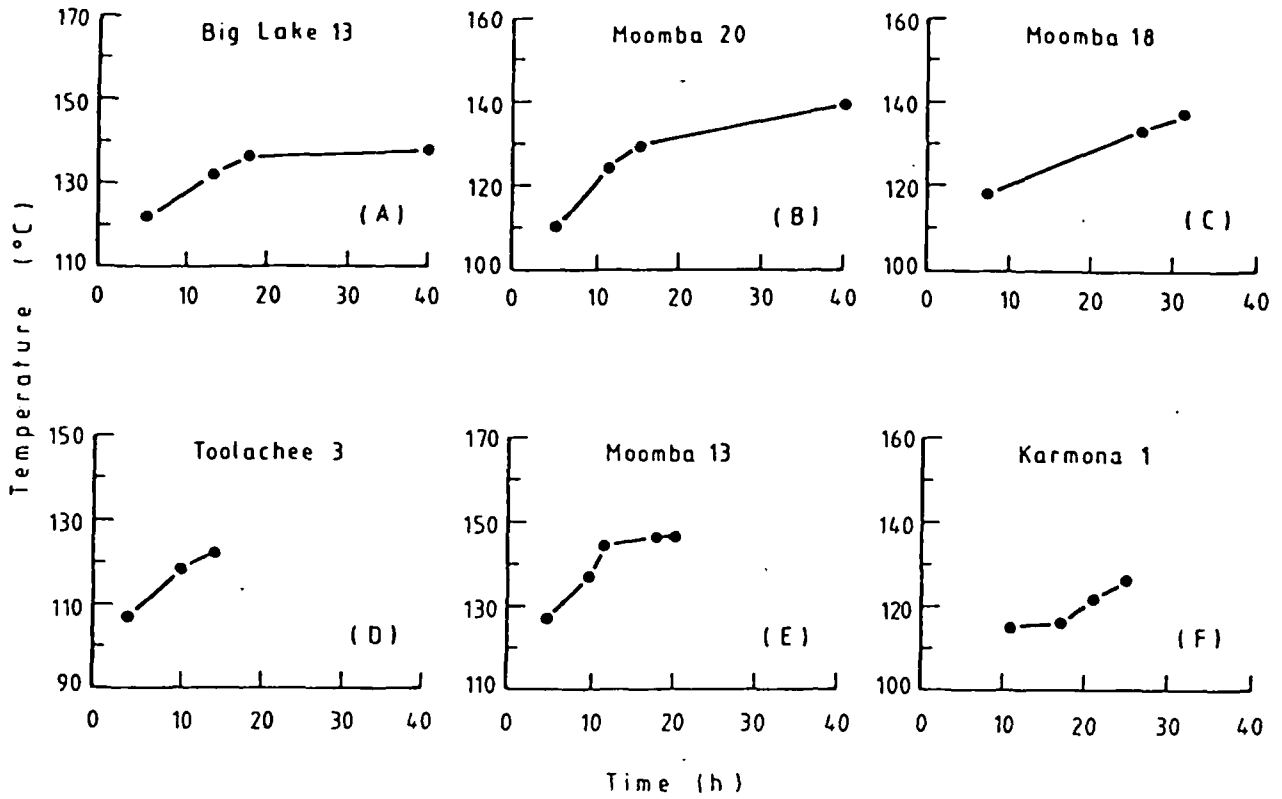 Temperature (°C)
Time (h)
Big Lake 13
(A)
170
150
130
110
0 10 20 30 40
Moomba 20
(B)
160
140
120
100
0 10 20 30 40
Moomba 18
(C)
160
140
120
100
0 10 20 30 40
Toolachee 3
(D)
150
130
110
90
0 10 20 30 40
Moomba 13
(E)
170
150
130
110
0 10 20 30 40
Karmona 1
(F)
160
140
120
100
0 10 20 30 40